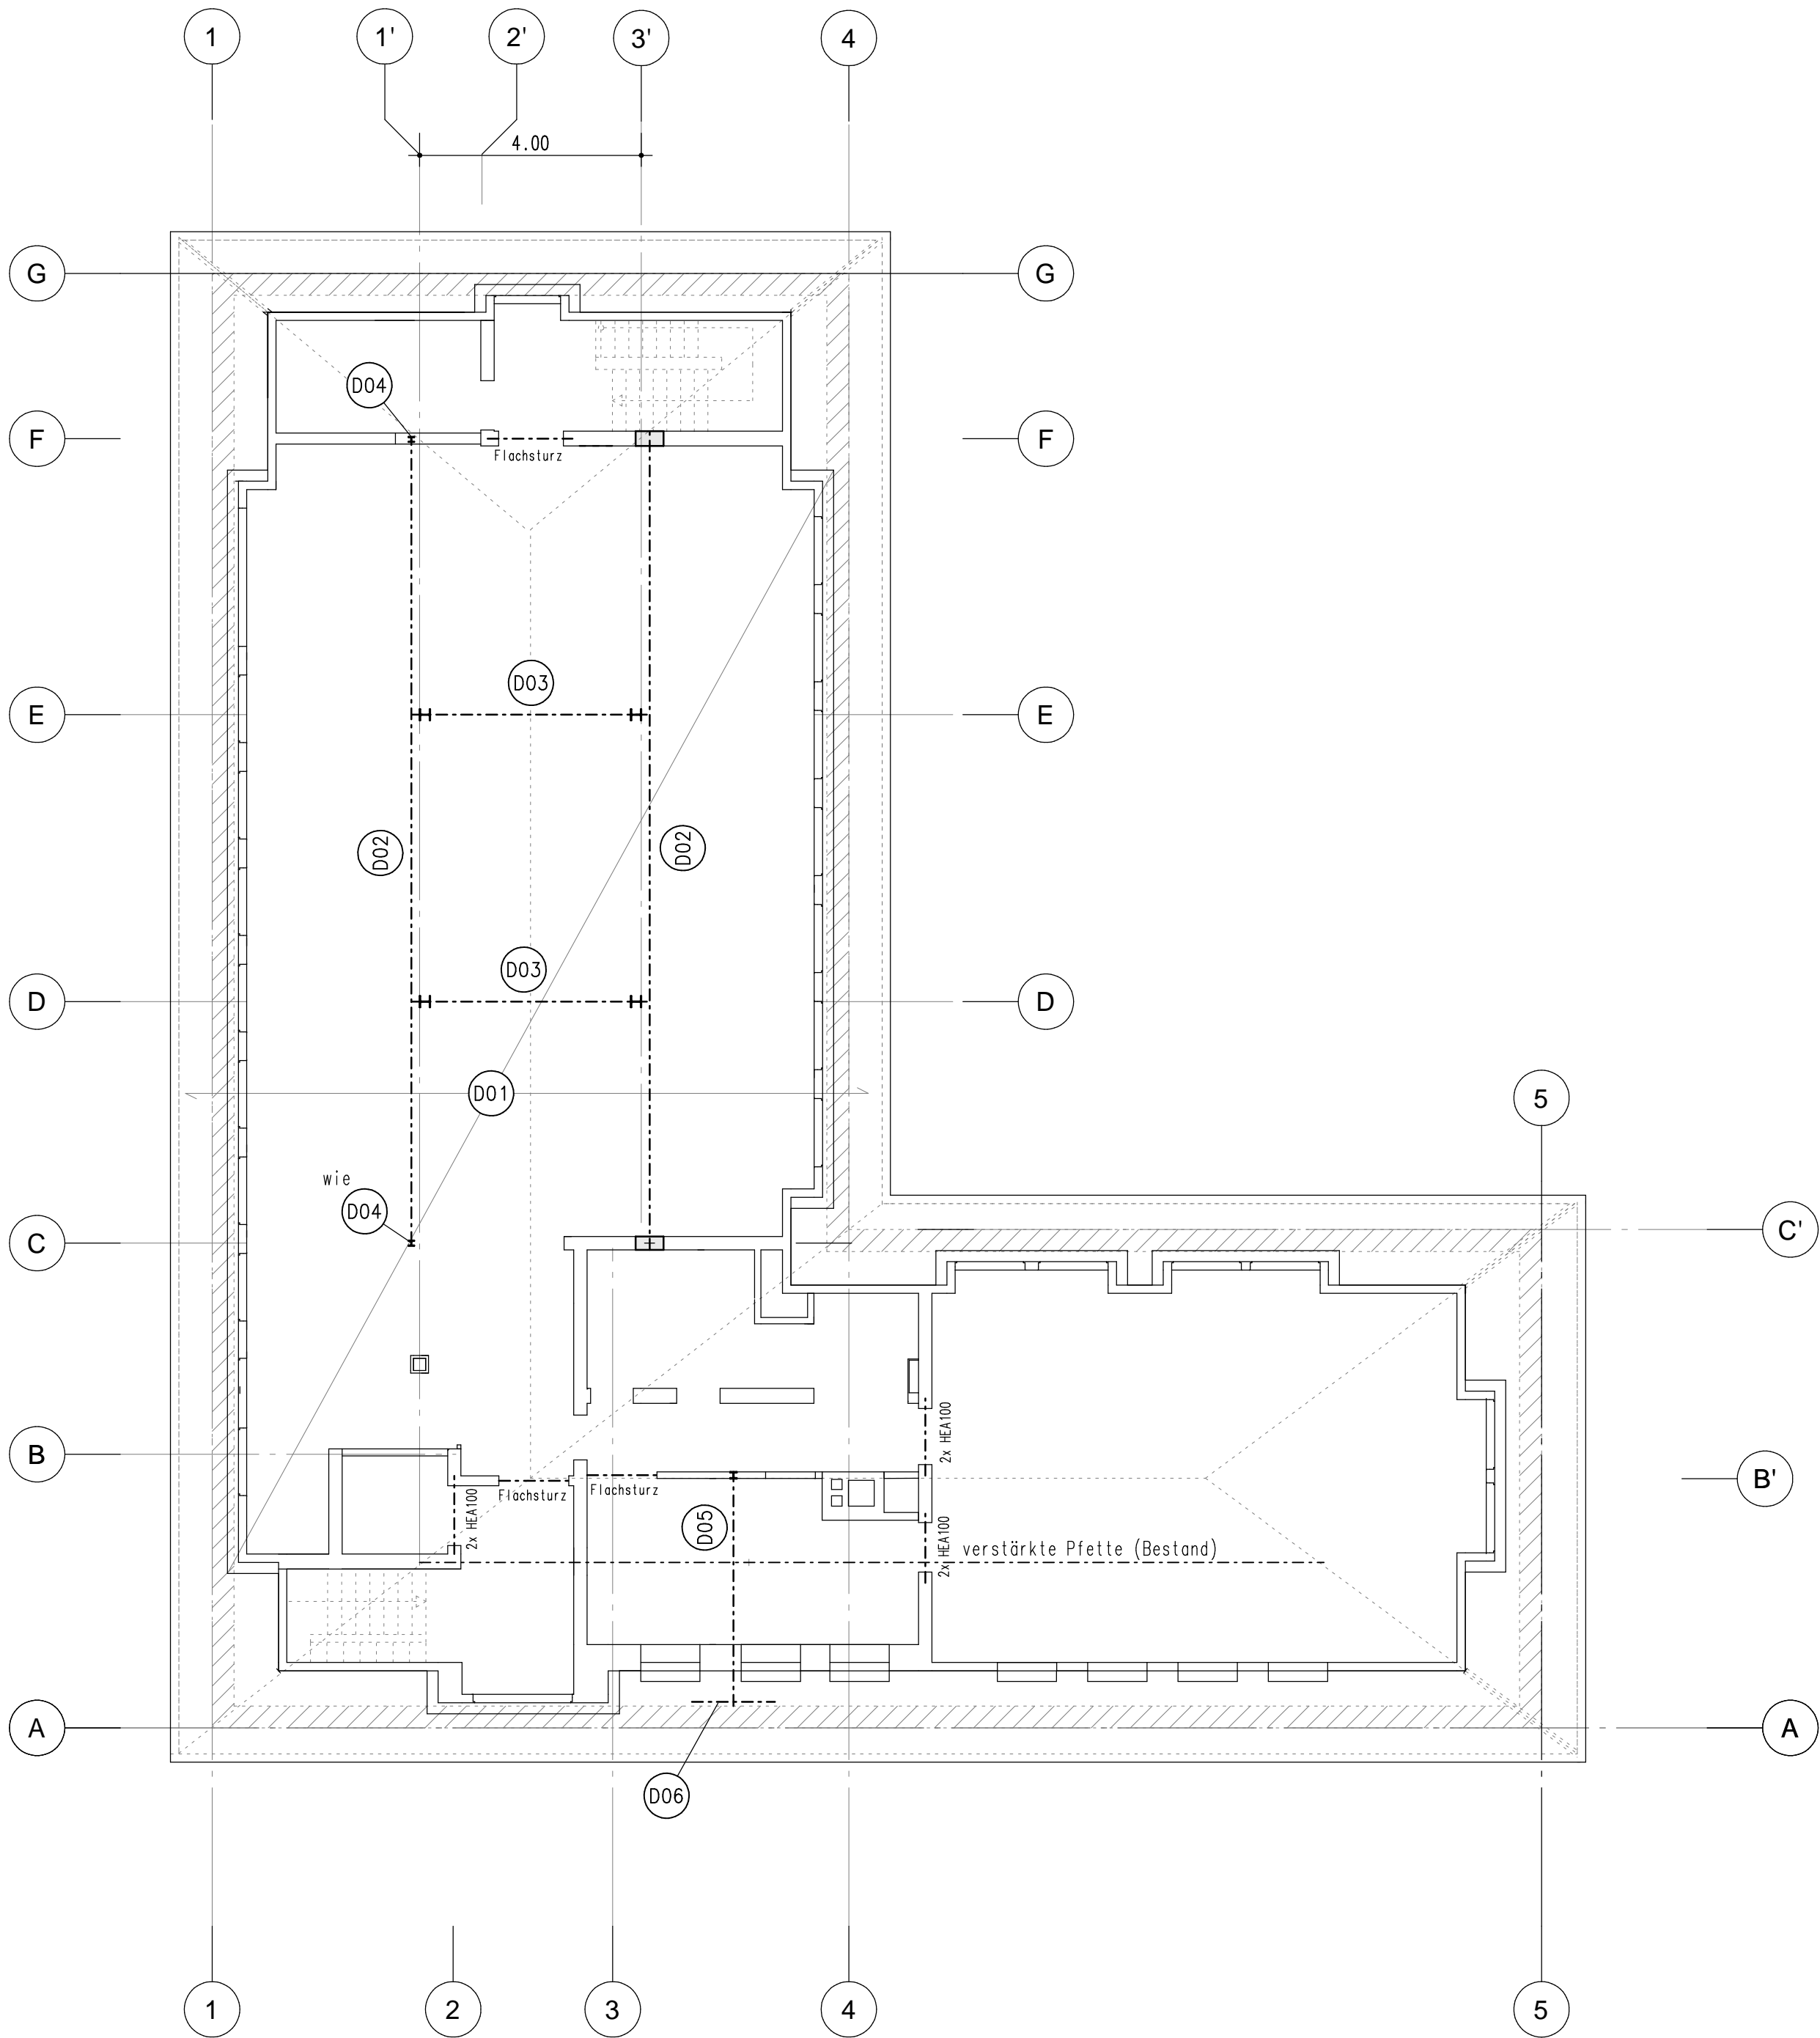 1 1' 2' 3' 4
4.00
G G
D04
F F
Flachsturz
D03
E E
D02 D02
D03
D D
D01
5
wie
D04
C C'
2x HEA100
B B'
Flachsturz Flachsturz
2x HEA100
D05
2x HEA100
verstärkte Pfette (Bestand)
A A
D06
1 2 3 4 5